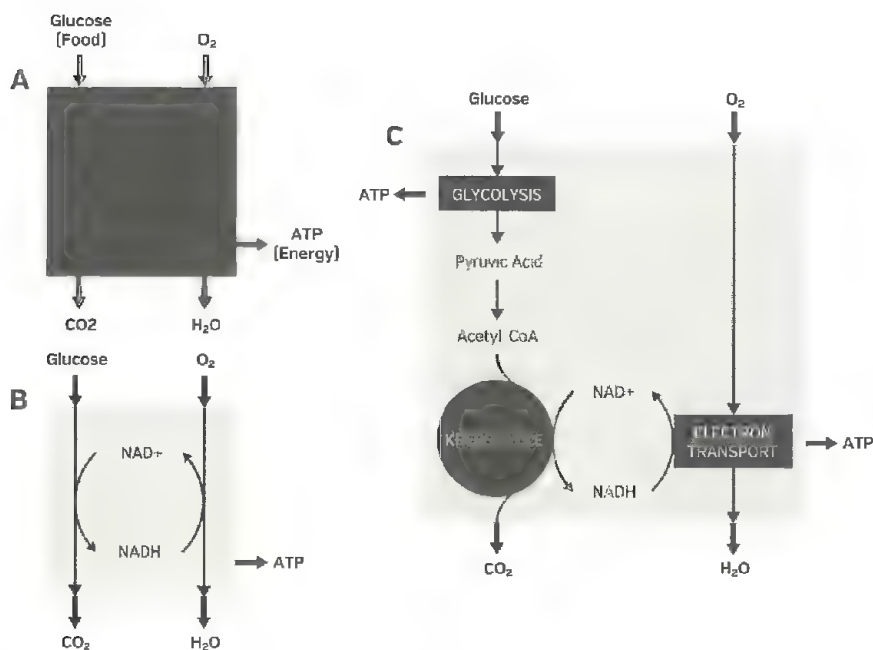 Glucose
(Food)
O₂
A
ATP
(Energy)
CO2
H₂O
Glucose
O₂
B
NAD+
NADH
ATP
CO₂
H₂O
Glucose
O₂
C
ATP
GLYCOLYSIS
Pyruvic Acid
Acetyl CoA
NAD+
ELECTRON
TRANSPORT
ATP
NADH
CO₂
H₂O